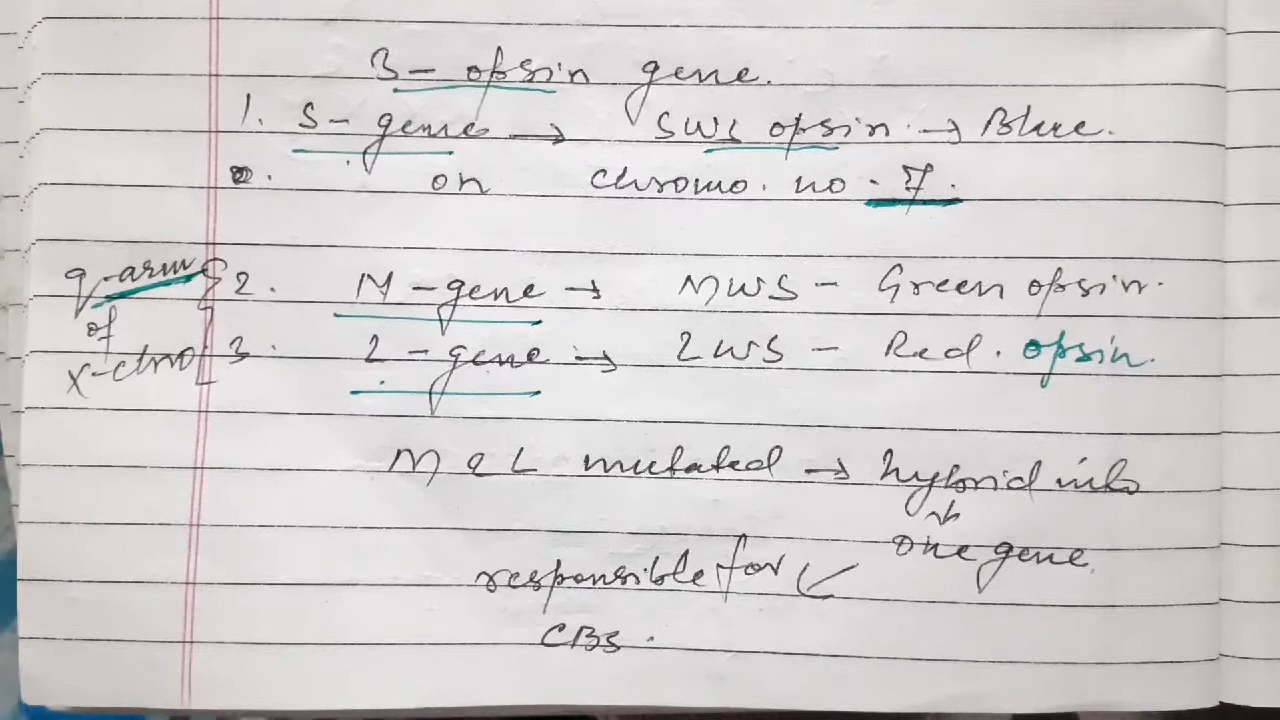 3- opsin gene.
1. S- gene → SWS opsin. → Blue.
2. on chromo. no. 7.
q-arm of X-chro
2. M-gene → MWS - Green opsin.
3. L-gene → LWS - Red. opsin.
M & L mutated → hybrid into
↓
one gene.
responsible for ↙
CBs.